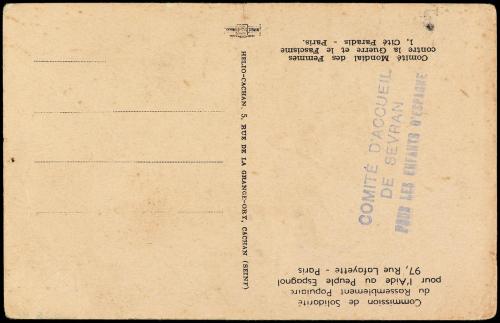 Comité Mondial des Femmes
contre la Guerre et le Fascisme
1, Cité Paradis - Paris.
HELIO-CACHAN, 5, RUE DE LA GRANGE-ORY, CACHAN (SEINE)
COMITÉ D'ACCUEIL
DE SEVRAN
POUR LES ENFANTS D'ESPAGNE
Commission de Solidarité
du Rassemblement Populaire
pour l'Aide au Peuple Espagnol
97, Rue Lafayette - Paris